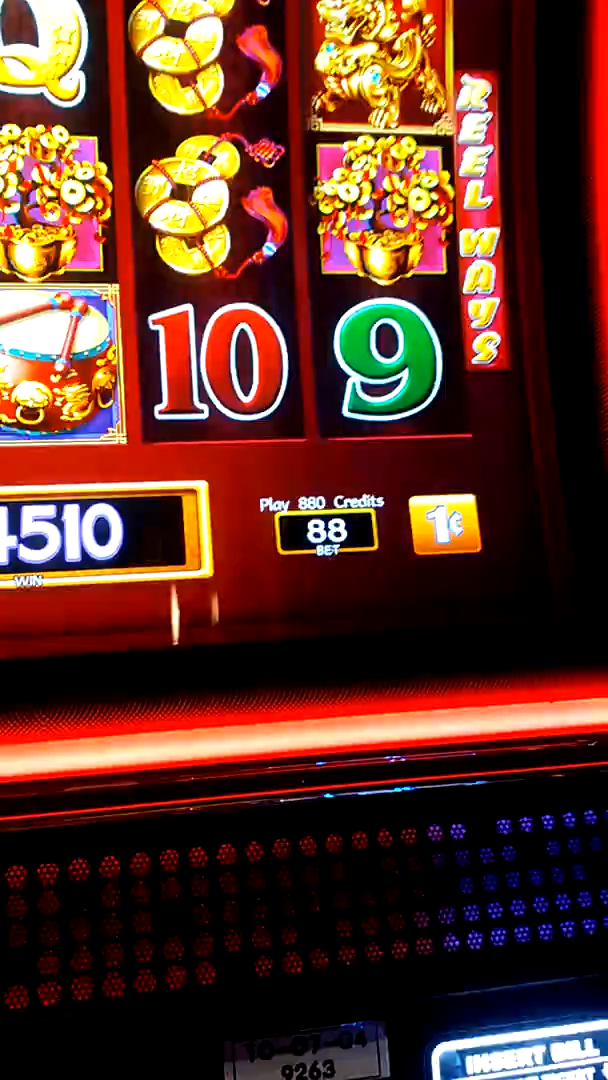 Q
REEL WAYS
10 9
4510
WIN
Play 880 Credits
88
BET
1¢
10-07-04
9263
INSERT BILL